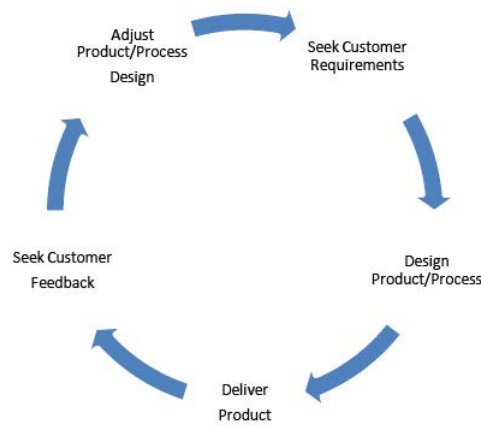 Adjust
Product/Process
Design
Seek Customer
Requirements
Design
Product/Process
Deliver
Product
Seek Customer
Feedback